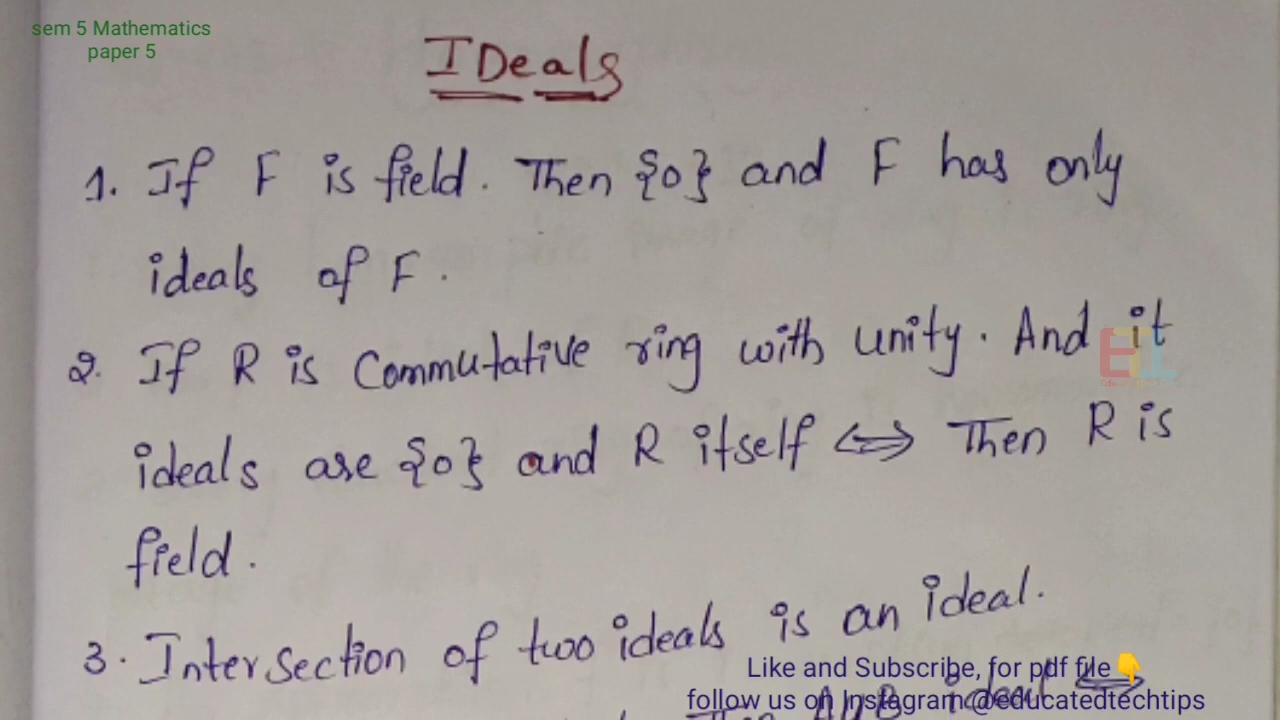 sem 5 Mathematics
paper 5
IDeals
1. If F is field. Then {0} and F has only
ideals of F.
2. If R is Commutative ring with unity. And it
ideals are {0} and R itself ⇔ Then R is
field.
3. Intersection of two ideals is an ideal.
Like and Subscribe, for pdf file👇
A∩B ideal ⇔
follow us on Instagram @educatedtechtips